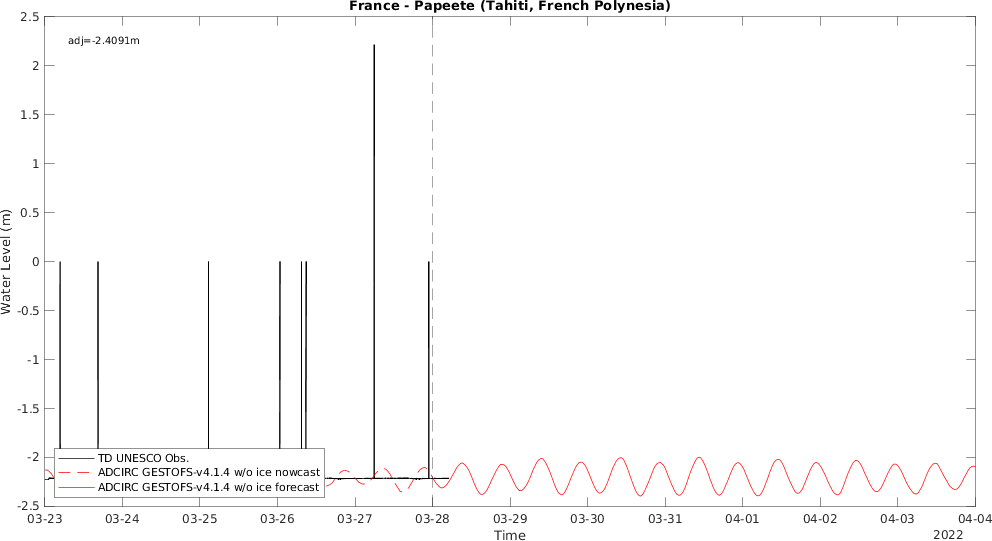 France - Papeete (Tahiti, French Polynesia)
adj=-2.4091m
2.5
2
1.5
1
0.5
0
-0.5
-1
-1.5
-2
-2.5
Water Level (m)
TD UNESCO Obs.
ADCIRC GESTOFS-v4.1.4 w/o ice nowcast
ADCIRC GESTOFS-v4.1.4 w/o ice forecast
03-23 03-24 03-25 03-26 03-27 03-28 03-29 03-30 03-31 04-01 04-02 04-03 04-04
Time
2022